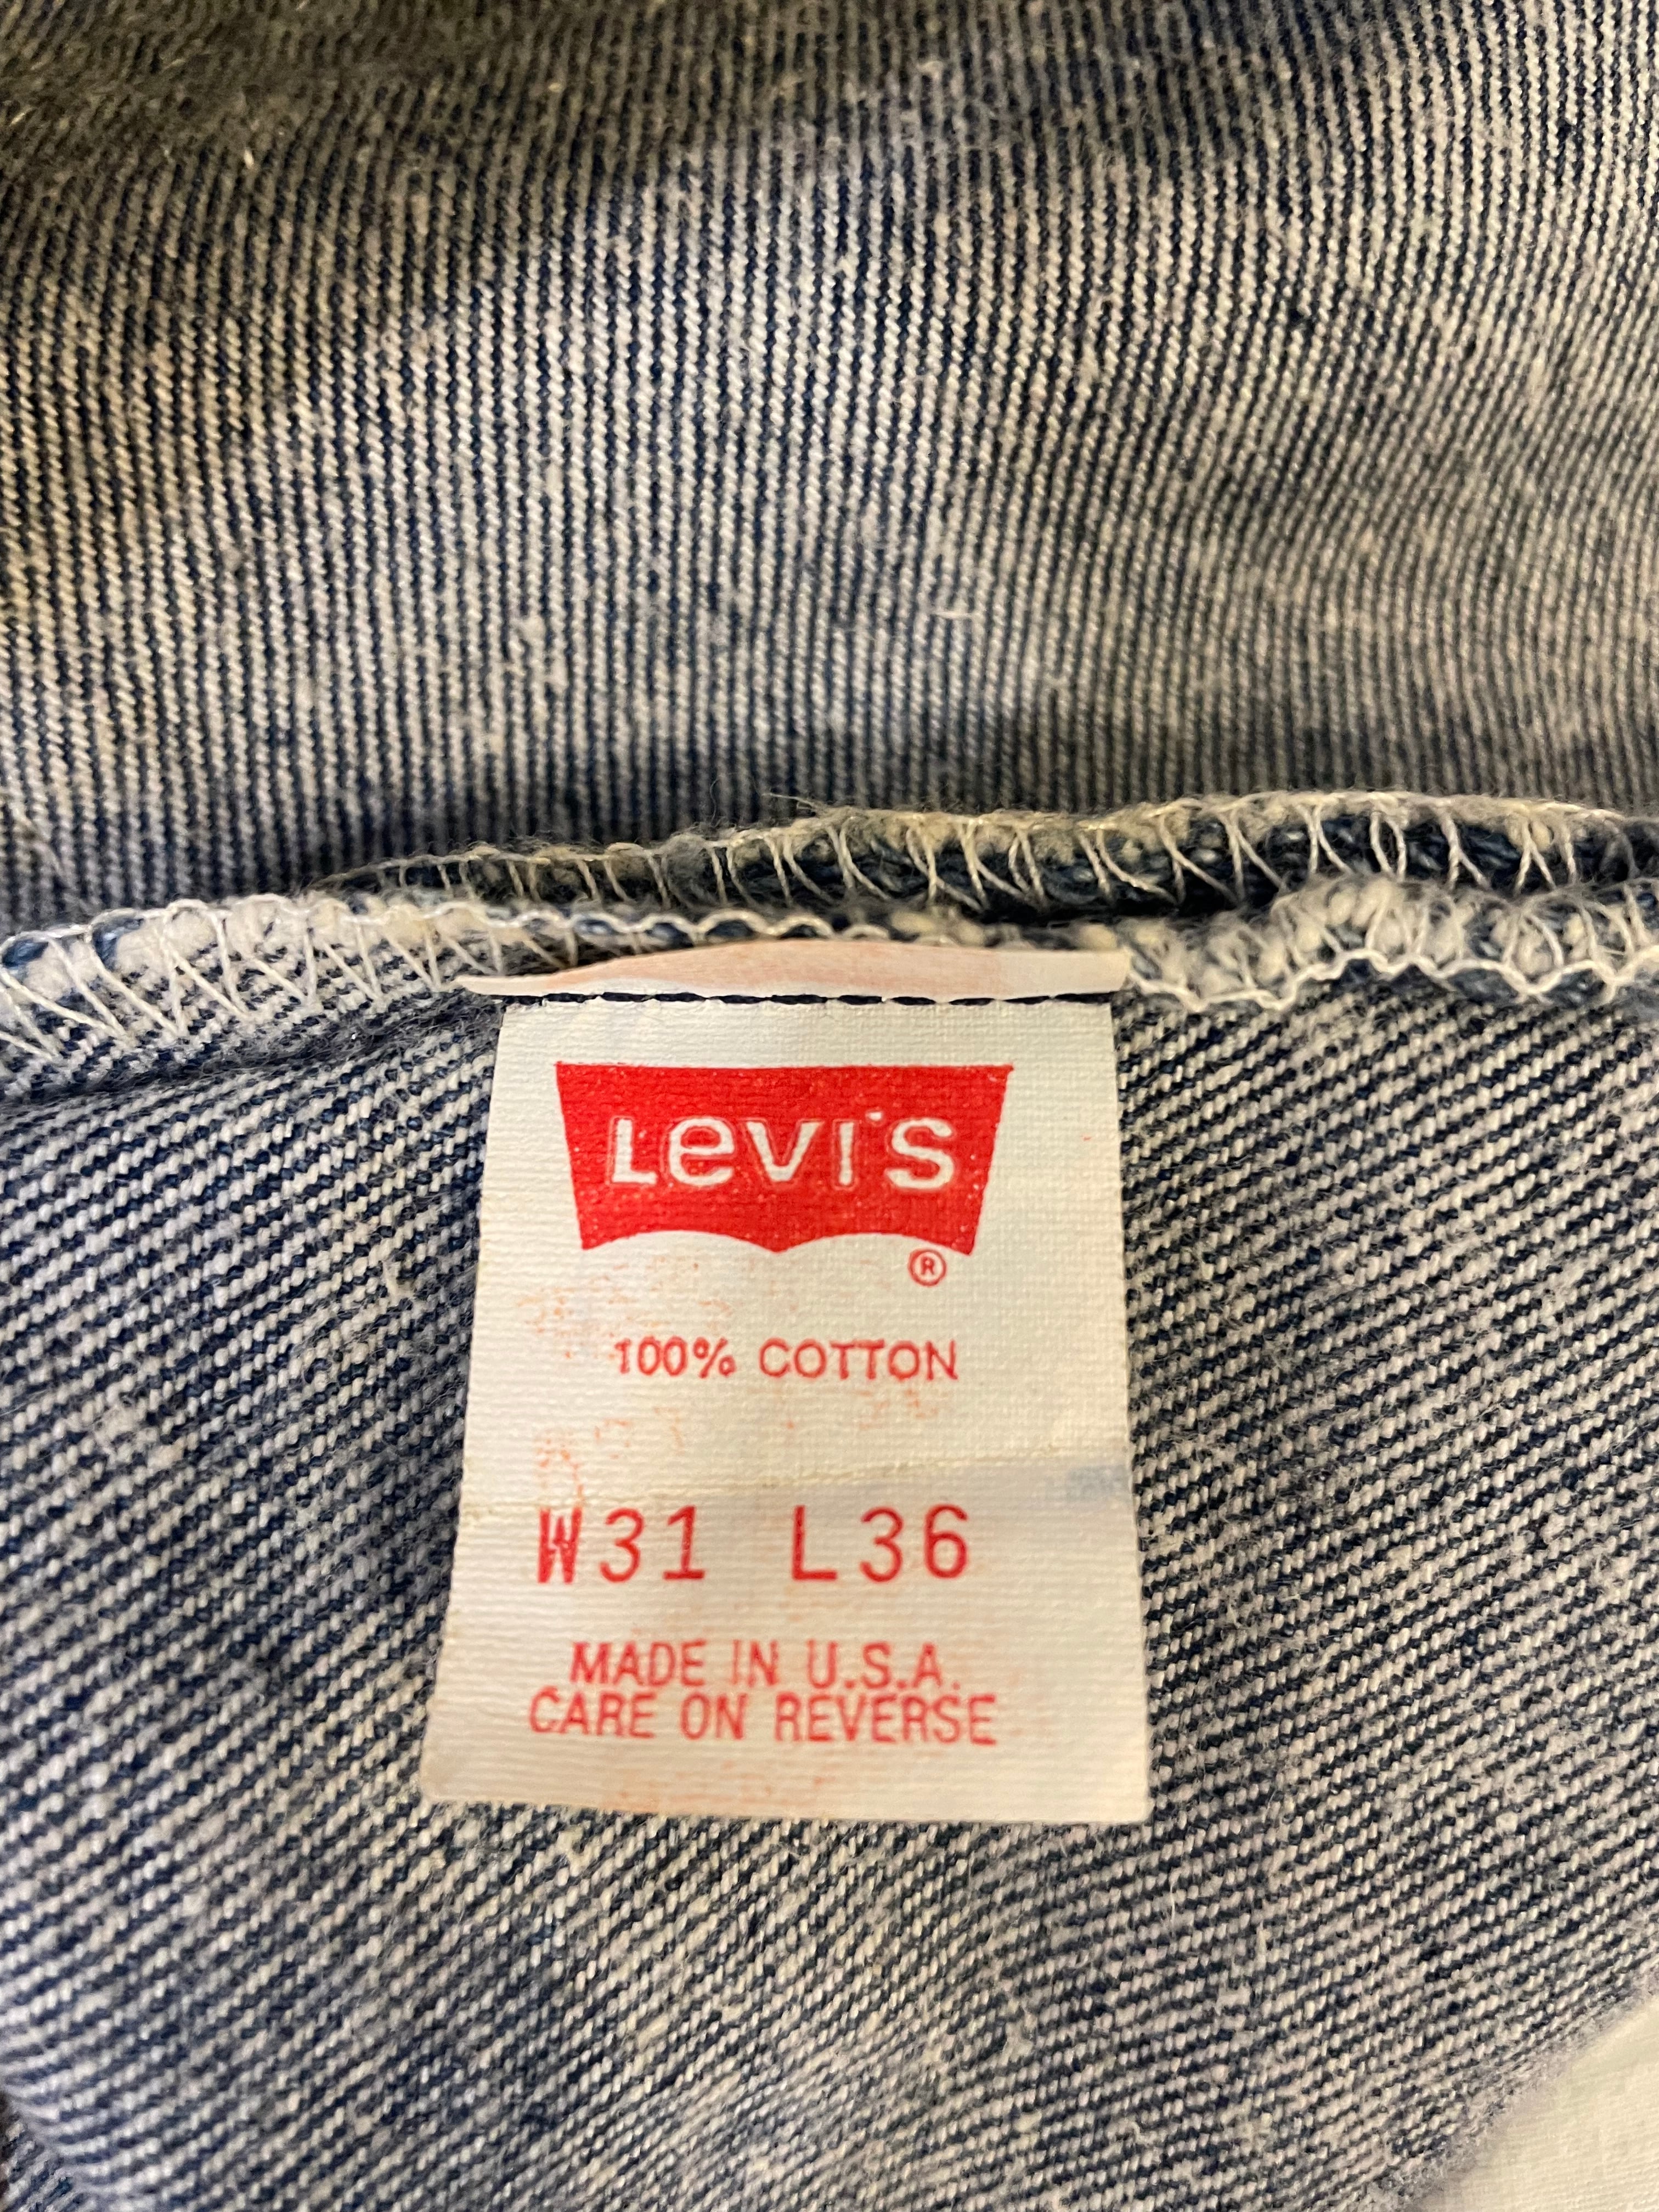 Levi's
®
100% COTTON
W31 L36
MADE IN U.S.A.
CARE ON REVERSE